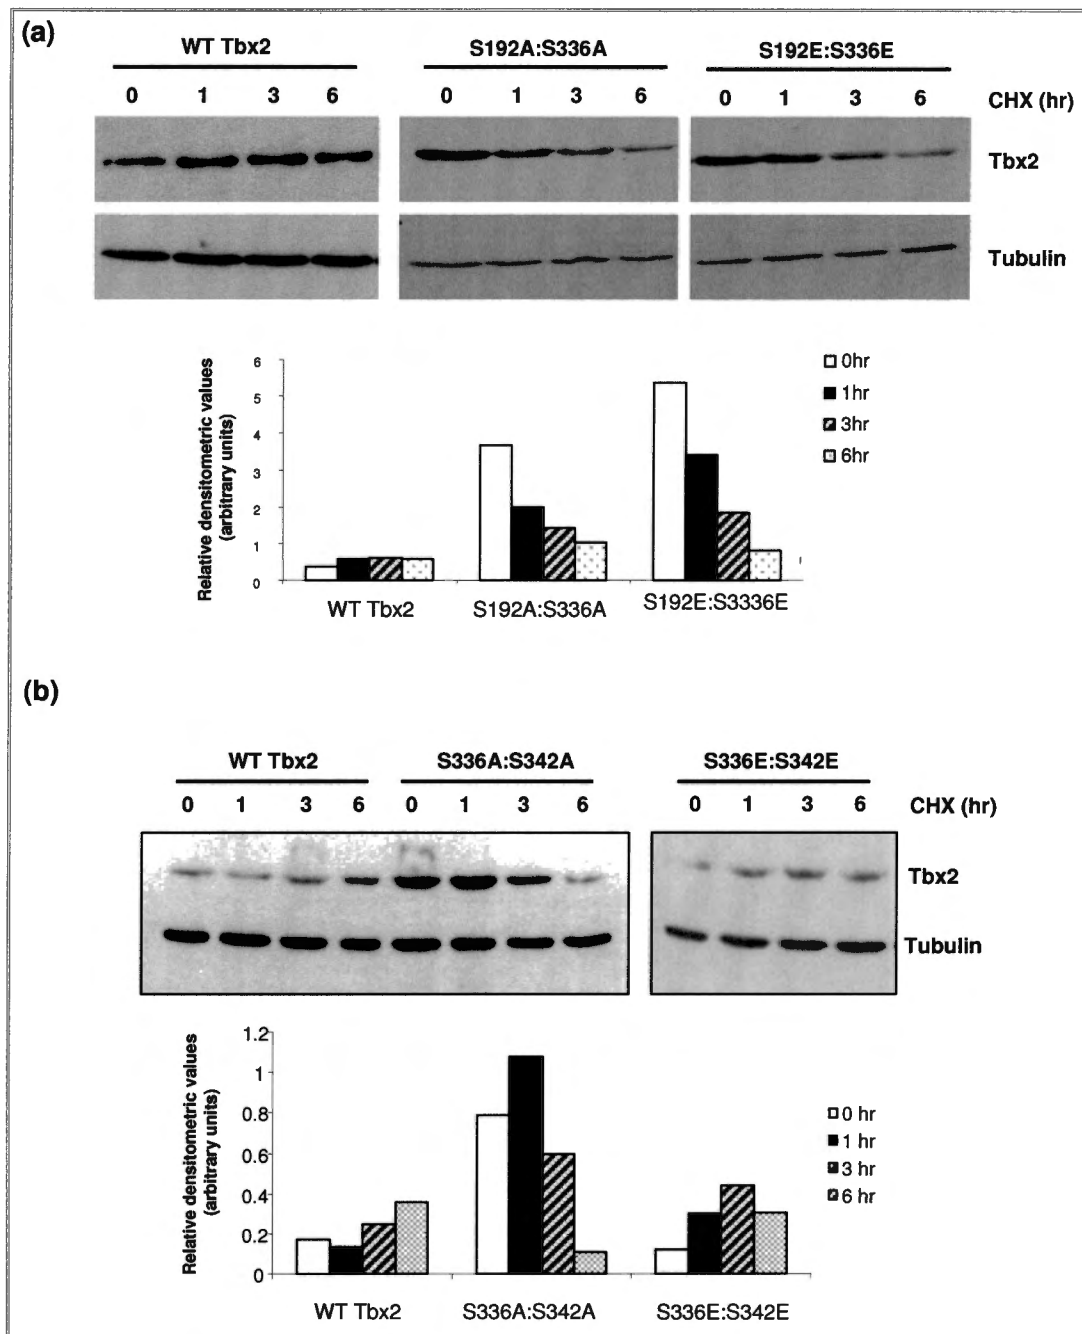 (a)
WT Tbx2 S192A:S336A S192E:S336E
0 1 3 6 0 1 3 6 0 1 3 6 CHX (hr)
Tbx2
Tubulin
Relative densitometric values
(arbitrary units)
6
5
4
3
2
1
0
0hr
1hr
3hr
6hr
WT Tbx2 S192A:S336A S192E:S3336E
(b)
WT Tbx2 S336A:S342A S336E:S342E
0 1 3 6 0 1 3 6 0 1 3 6 CHX (hr)
Tbx2
Tubulin
Relative densitometric values
(arbitrary units)
1.2
1
0.8
0.6
0.4
0.2
0
0 hr
1 hr
3 hr
6 hr
WT Tbx2 S336A:S342A S336E:S342E